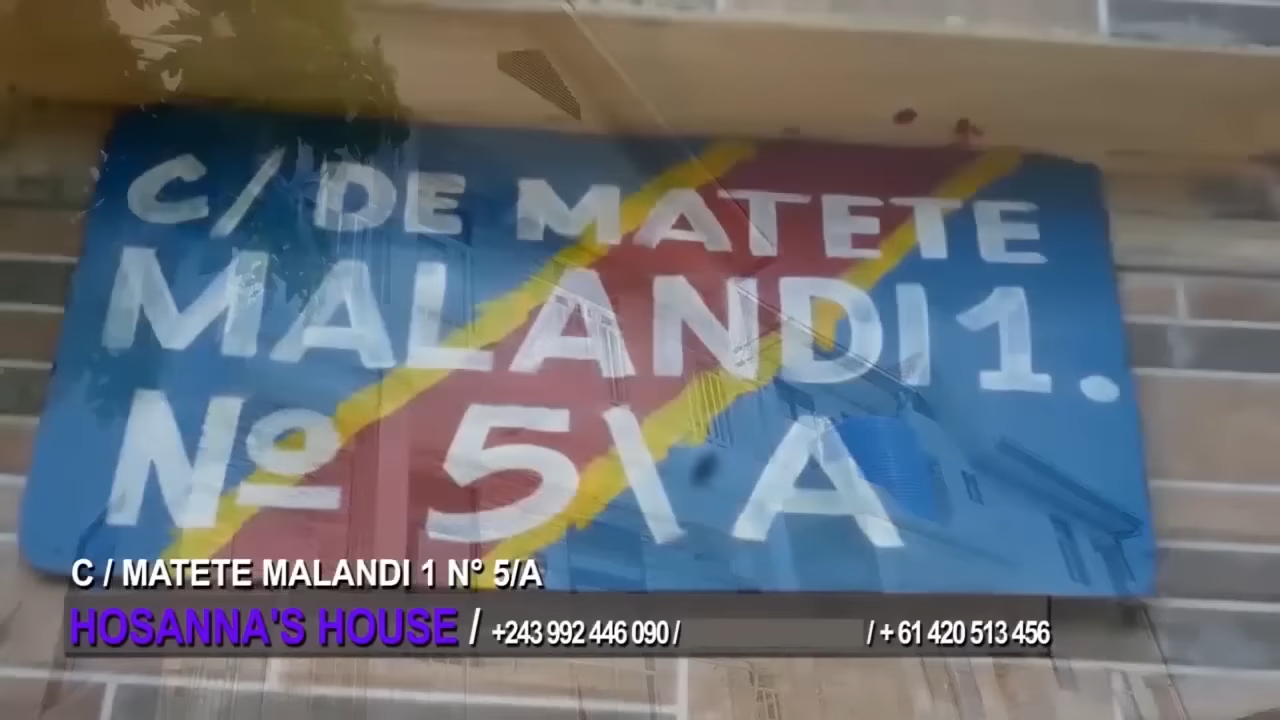 C/ DE MATETE
MALANDI 1.
Nº 5\A
C / MATETE MALANDI 1 N° 5/A
HOSANNA'S HOUSE / +243 992 446 090 / / + 61 420 513 456